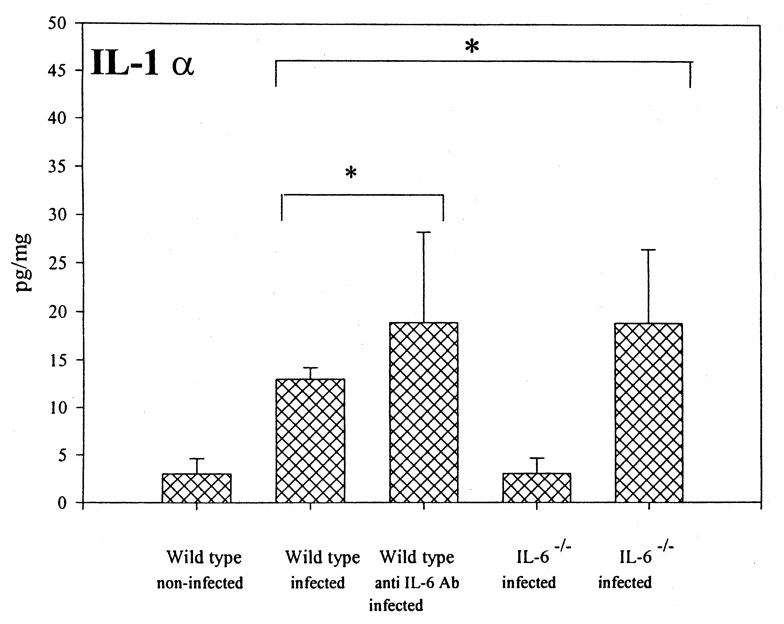 50
IL-1 α
*
45
40
35
*
30
25
pg/mg
20
15
10
5
0
Wild type
non-infected
Wild type
infected
Wild type
anti IL-6 Ab
infected
IL-6 -/-
infected
IL-6 -/-
infected